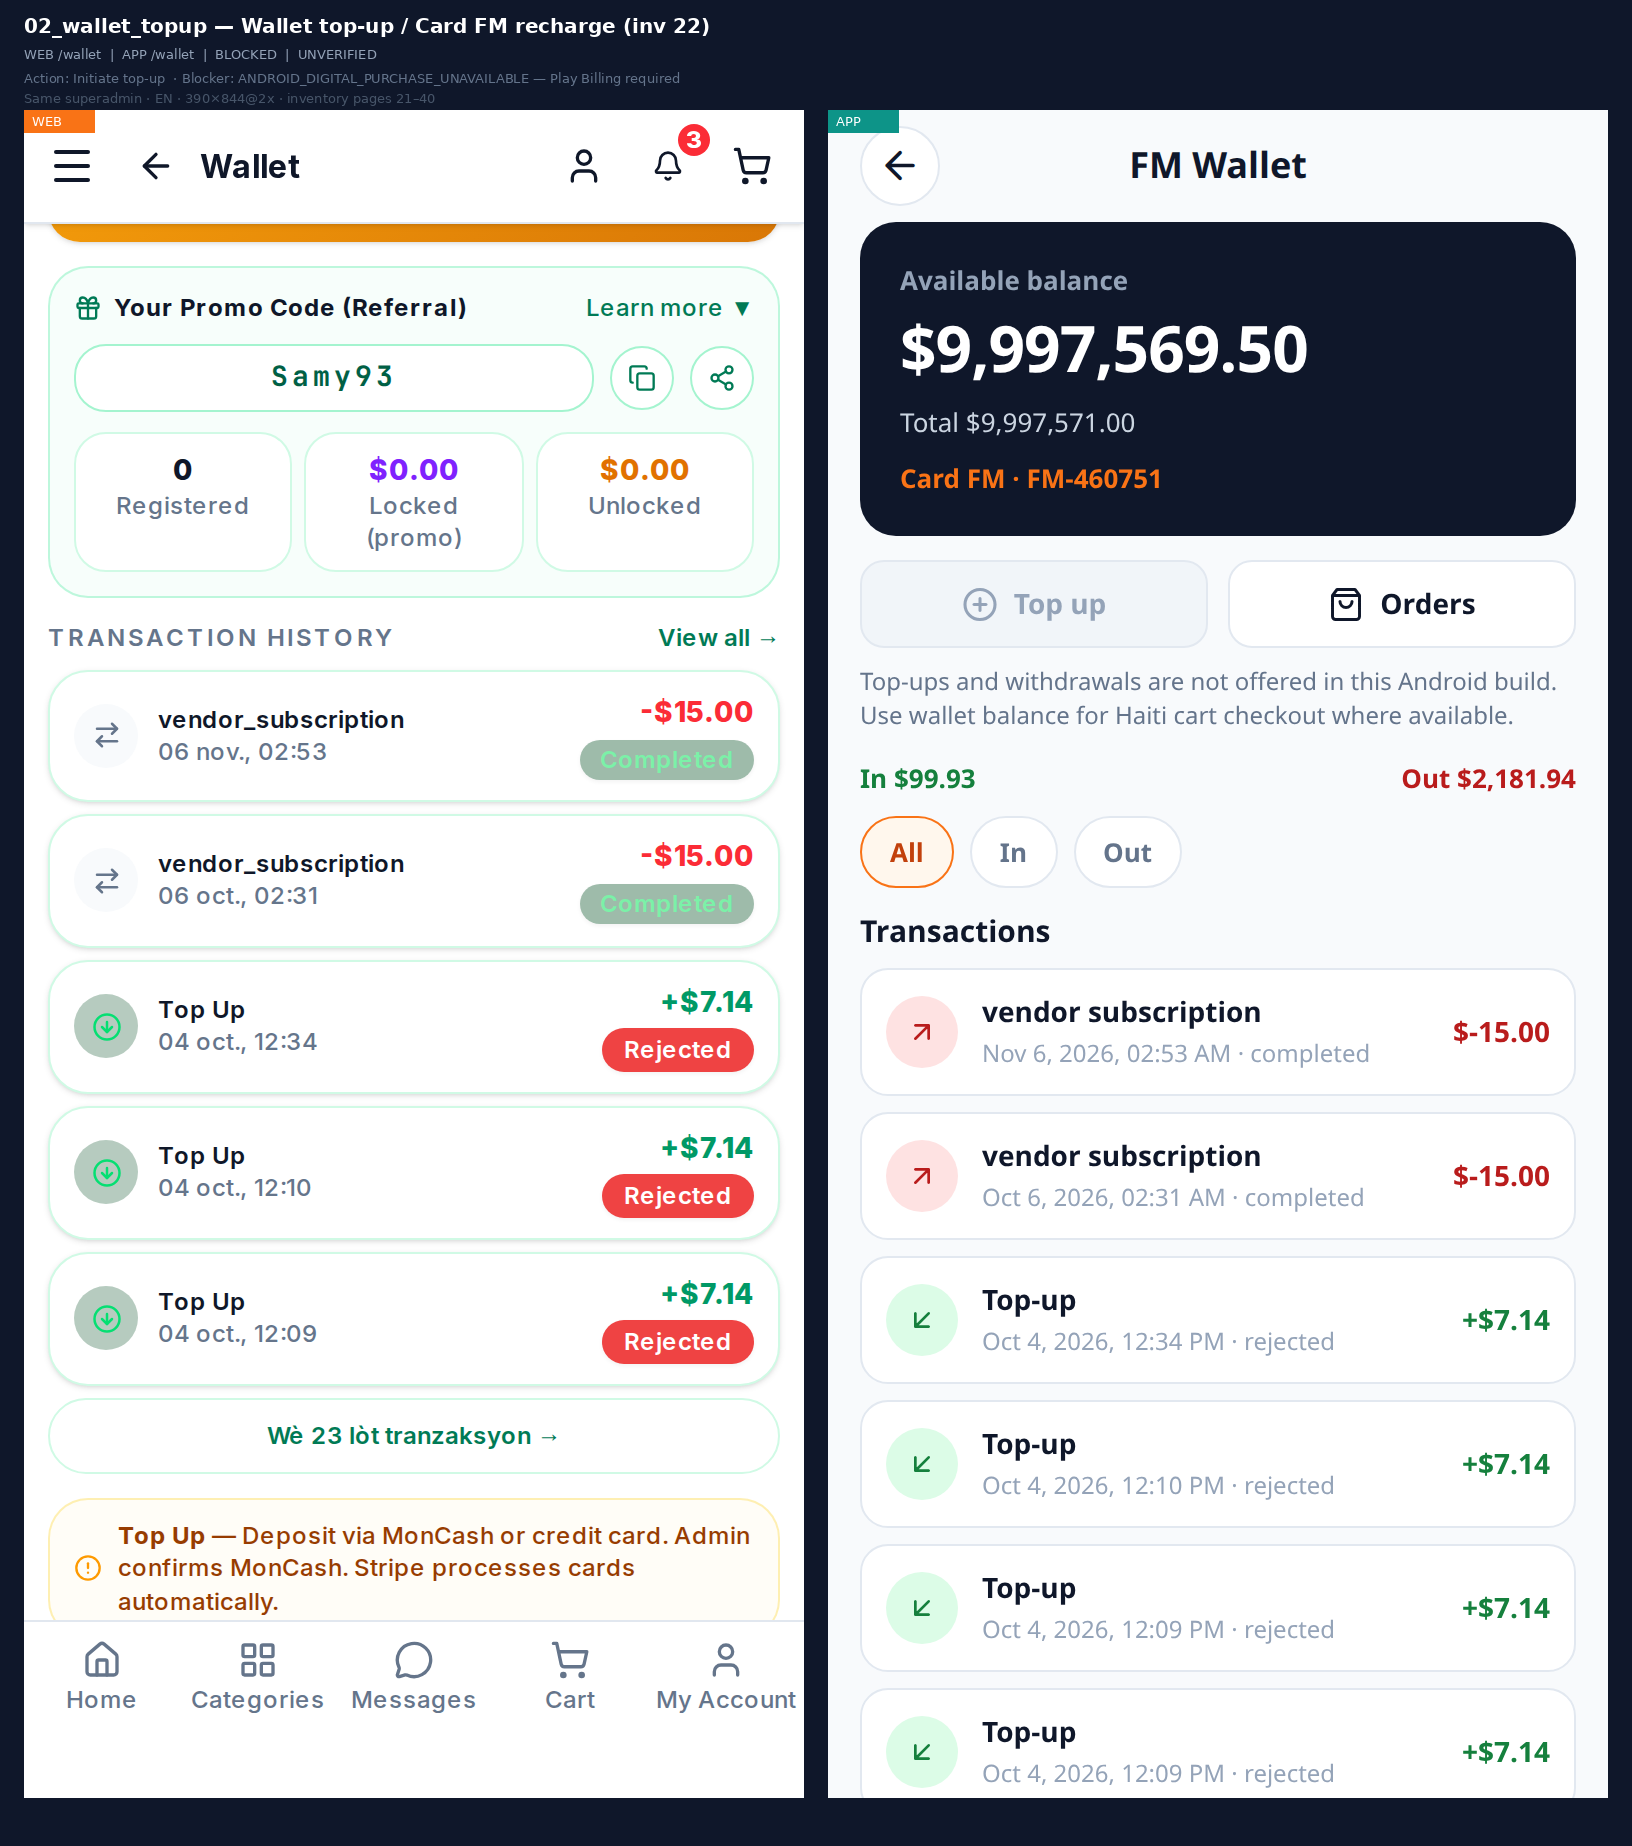 02_wallet_topup — Wallet top-up / Card FM recharge (inv 22)
WEB /wallet | APP /wallet | BLOCKED | UNVERIFIED
Action: Initiate top-up · Blocker: ANDROID_DIGITAL_PURCHASE_UNAVAILABLE — Play Billing required
Same superadmin · EN · 390×844@2x · inventory pages 21–40
WEB
Wallet
3
Your Promo Code (Referral)
Learn more ▼
Samy93
0
Registered
$0.00
Locked
(promo)
$0.00
Unlocked
TRANSACTION HISTORY
View all →
vendor_subscription
06 nov., 02:53
-$15.00
Completed
vendor_subscription
06 oct., 02:31
-$15.00
Completed
Top Up
04 oct., 12:34
+$7.14
Rejected
Top Up
04 oct., 12:10
+$7.14
Rejected
Top Up
04 oct., 12:09
+$7.14
Rejected
Wè 23 lòt tranzaksyon →
Top Up — Deposit via MonCash or credit card. Admin
confirms MonCash. Stripe processes cards
automatically.
Home
Categories
Messages
Cart
My Account
APP
FM Wallet
Available balance
$9,997,569.50
Total $9,997,571.00
Card FM · FM-460751
Top up
Orders
Top-ups and withdrawals are not offered in this Android build.
Use wallet balance for Haiti cart checkout where available.
In $99.93
Out $2,181.94
All
In
Out
Transactions
vendor subscription
Nov 6, 2026, 02:53 AM · completed
$-15.00
vendor subscription
Oct 6, 2026, 02:31 AM · completed
$-15.00
Top-up
Oct 4, 2026, 12:34 PM · rejected
+$7.14
Top-up
Oct 4, 2026, 12:10 PM · rejected
+$7.14
Top-up
Oct 4, 2026, 12:09 PM · rejected
+$7.14
Top-up
Oct 4, 2026, 12:09 PM · rejected
+$7.14